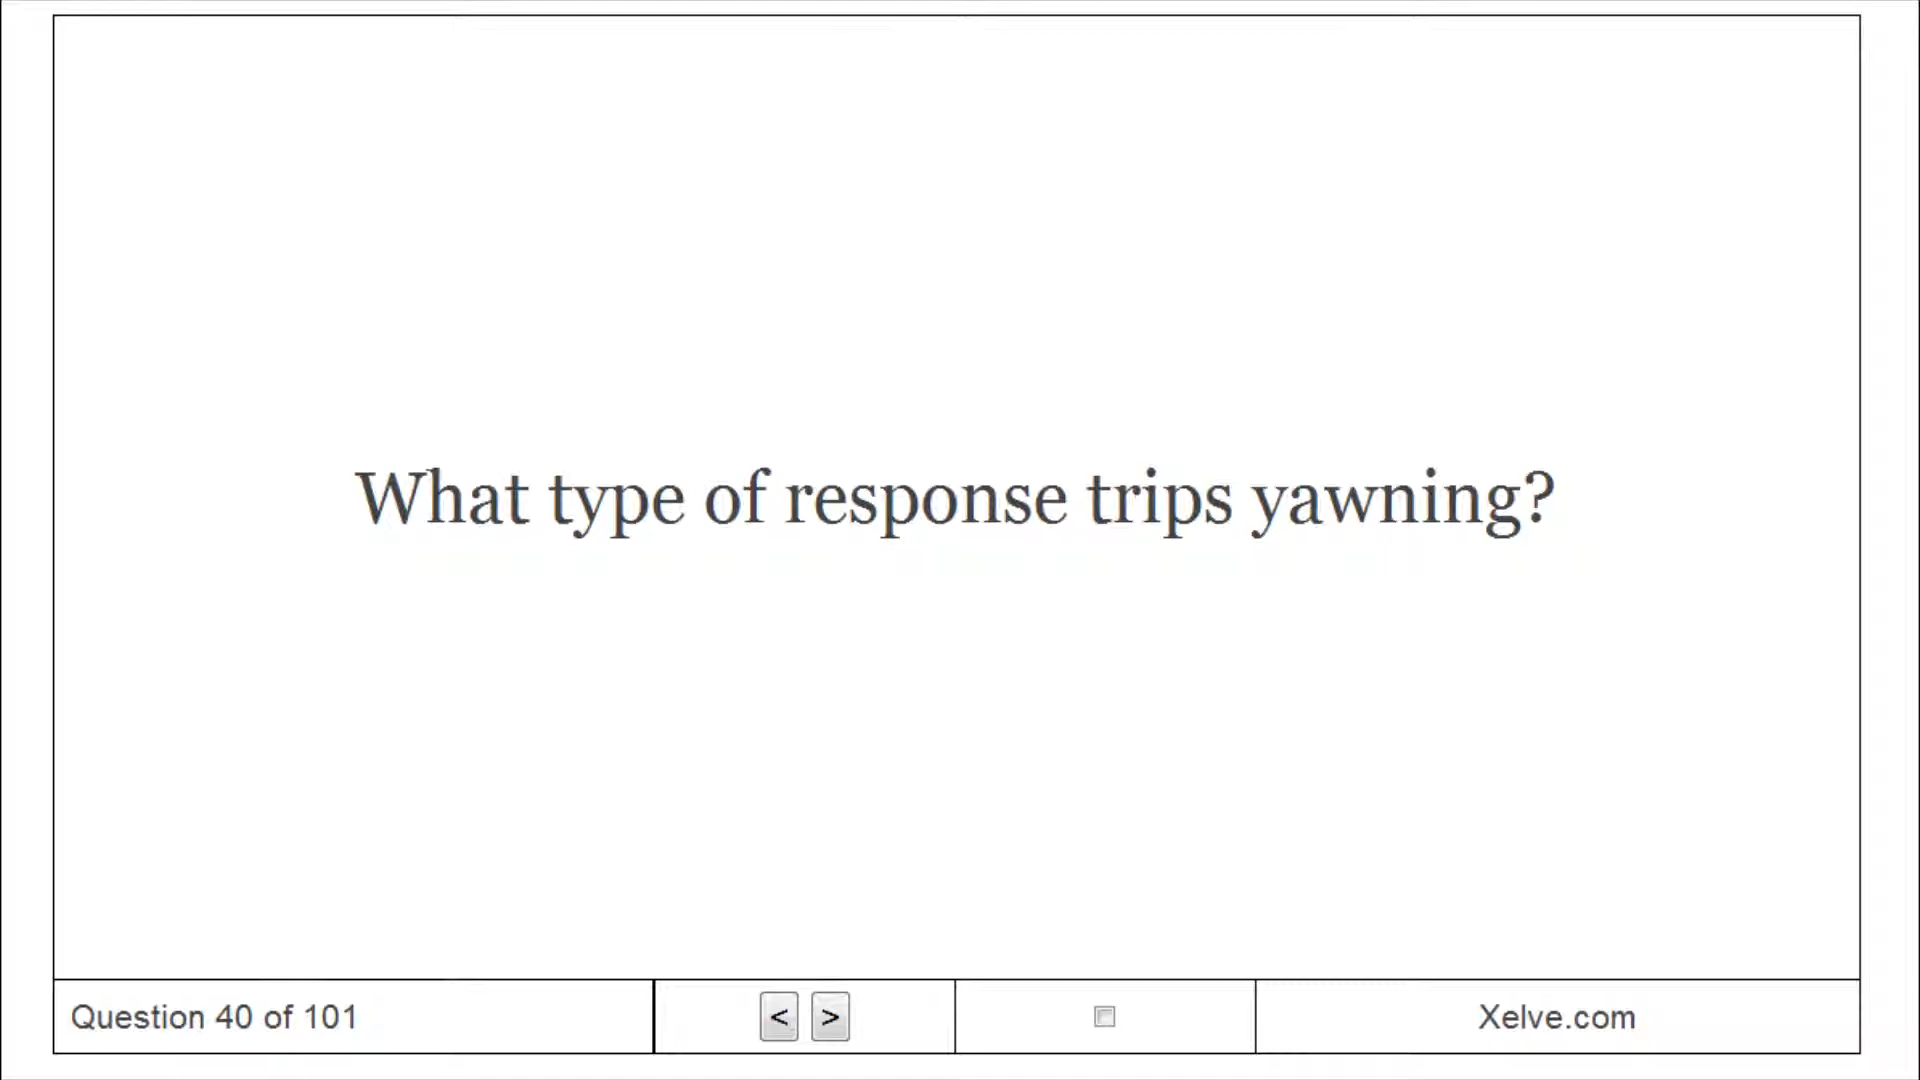 What type of response trips yawning?
Question 40 of 101
< >
Xelve.com